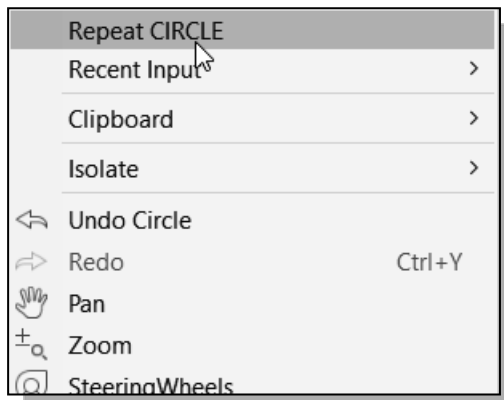 Repeat CIRCLE
Recent Input
Clipboard
Isolate
Undo Circle
Redo Ctrl+Y
Pan
Zoom
SteeringWheels